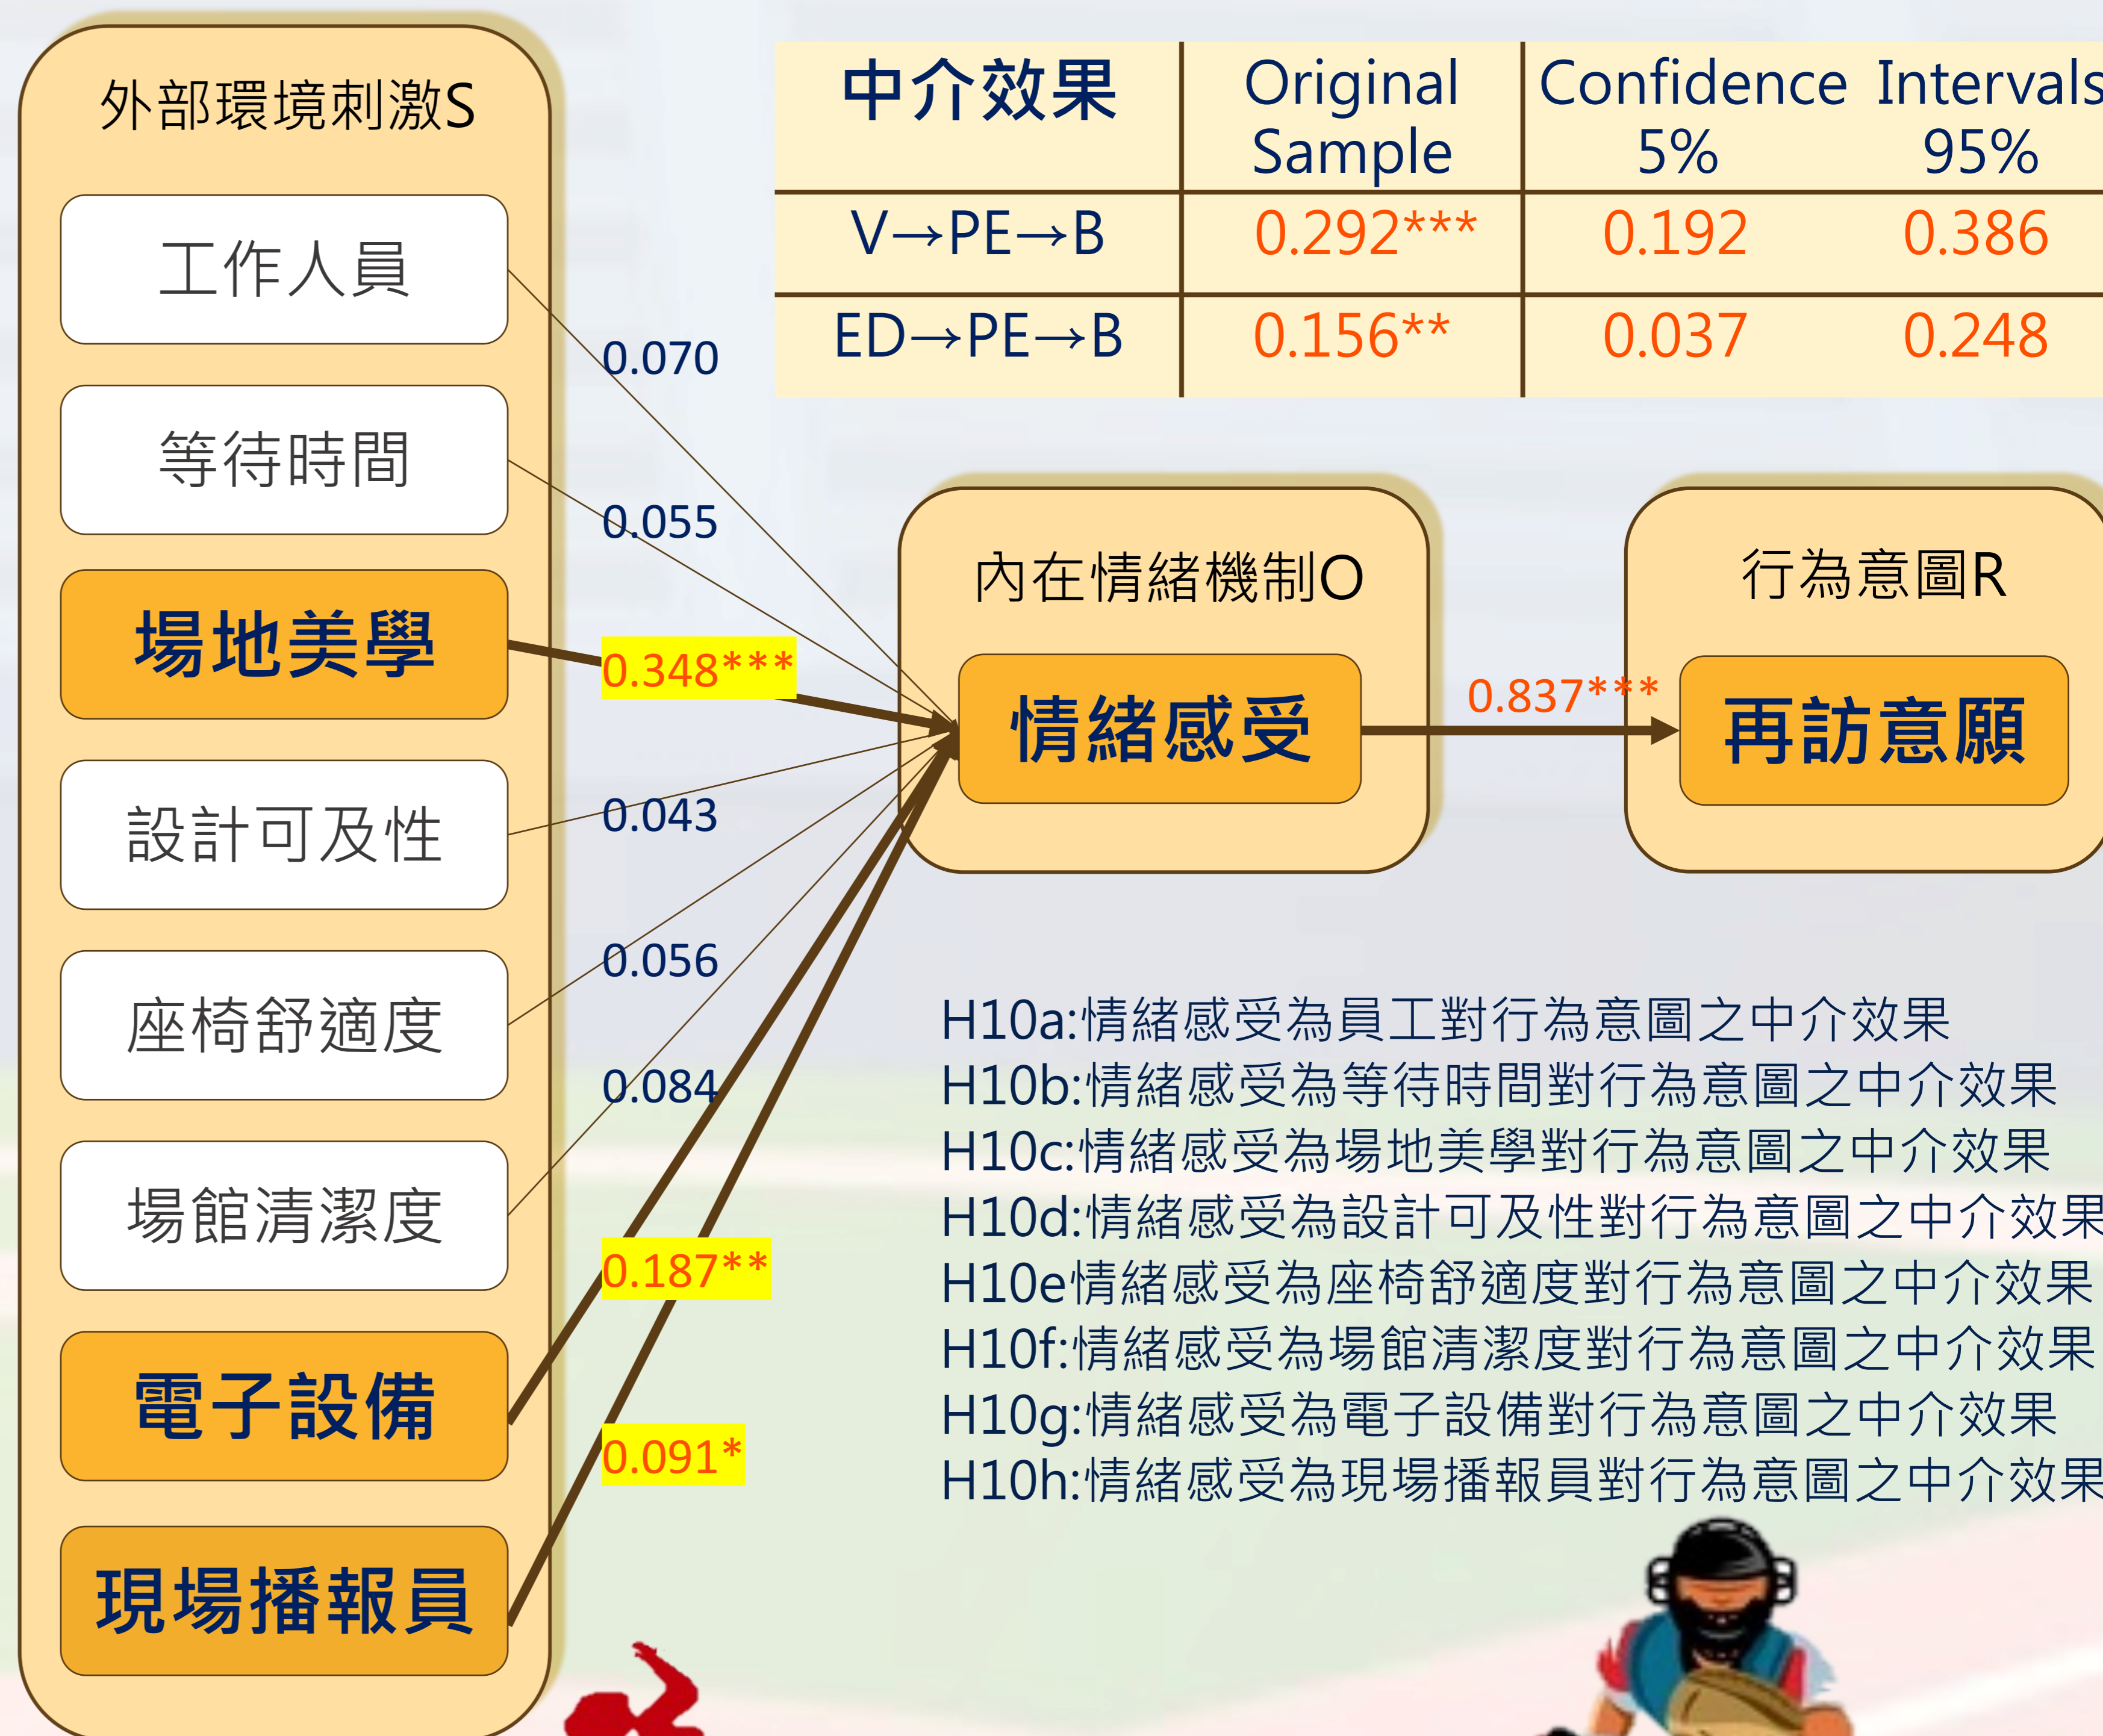 外部環境刺激S
工作人員
等待時間
場地美學
設計可及性
座椅舒適度
場館清潔度
電子設備
現場播報員
0.070
0.055
0.348***
0.043
0.056
0.084
0.187**
0.091*
中介效果 Original Sample Confidence Intervals
5% 95%
V→PE→B 0.292*** 0.192 0.386
ED→PE→B 0.156** 0.037 0.248
內在情緒機制O
情緒感受
0.837***
行為意圖R
再訪意願
H10a:情緒感受為員工對行為意圖之中介效果
H10b:情緒感受為等待時間對行為意圖之中介效果
H10c:情緒感受為場地美學對行為意圖之中介效果
H10d:情緒感受為設計可及性對行為意圖之中介效果
H10e情緒感受為座椅舒適度對行為意圖之中介效果
H10f:情緒感受為場館清潔度對行為意圖之中介效果
H10g:情緒感受為電子設備對行為意圖之中介效果
H10h:情緒感受為現場播報員對行為意圖之中介效果